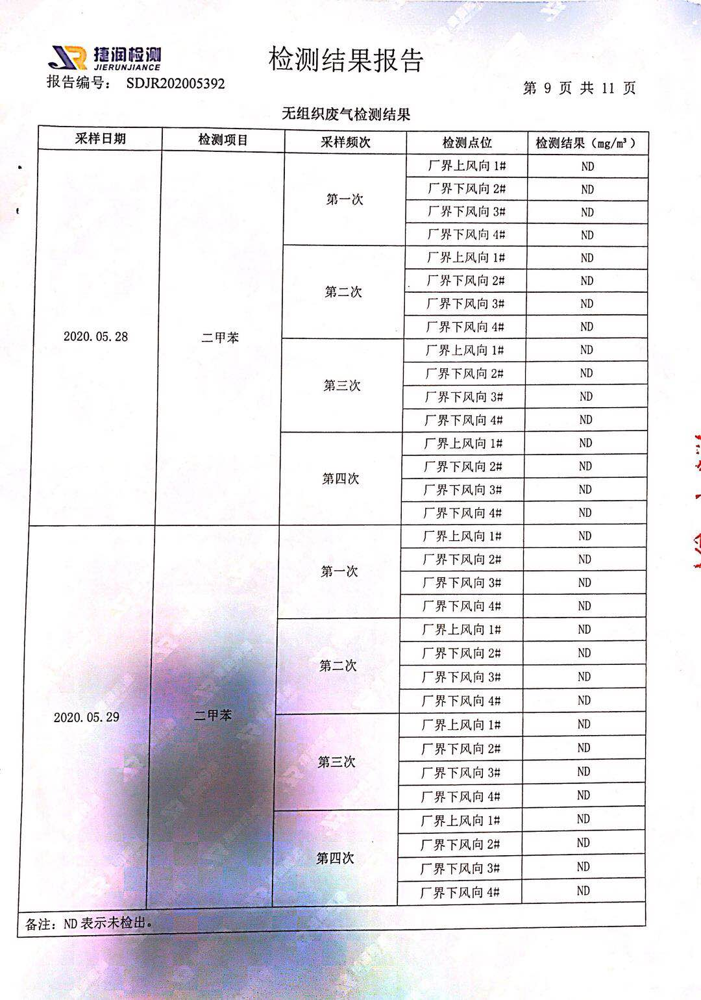 捷润检测
JIERUNJIANCE
检测结果报告
报告编号： SDJR202005392
第 9 页 共 11 页
无组织废气检测结果
采样日期 检测项目 采样频次 检测点位 检测结果（mg/m³）
2020.05.28 二甲苯 第一次 厂界上风向 1# ND
厂界下风向 2# ND
厂界下风向 3# ND
厂界下风向 4# ND
第二次 厂界上风向 1# ND
厂界下风向 2# ND
厂界下风向 3# ND
厂界下风向 4# ND
第三次 厂界上风向 1# ND
厂界下风向 2# ND
厂界下风向 3# ND
厂界下风向 4# ND
第四次 厂界上风向 1# ND
厂界下风向 2# ND
厂界下风向 3# ND
厂界下风向 4# ND
2020.05.29 二甲苯 第一次 厂界上风向 1# ND
厂界下风向 2# ND
厂界下风向 3# ND
厂界下风向 4# ND
第二次 厂界上风向 1# ND
厂界下风向 2# ND
厂界下风向 3# ND
厂界下风向 4# ND
第三次 厂界上风向 1# ND
厂界下风向 2# ND
厂界下风向 3# ND
厂界下风向 4# ND
第四次 厂界上风向 1# ND
厂界下风向 2# ND
厂界下风向 3# ND
厂界下风向 4# ND
备注：ND 表示未检出。